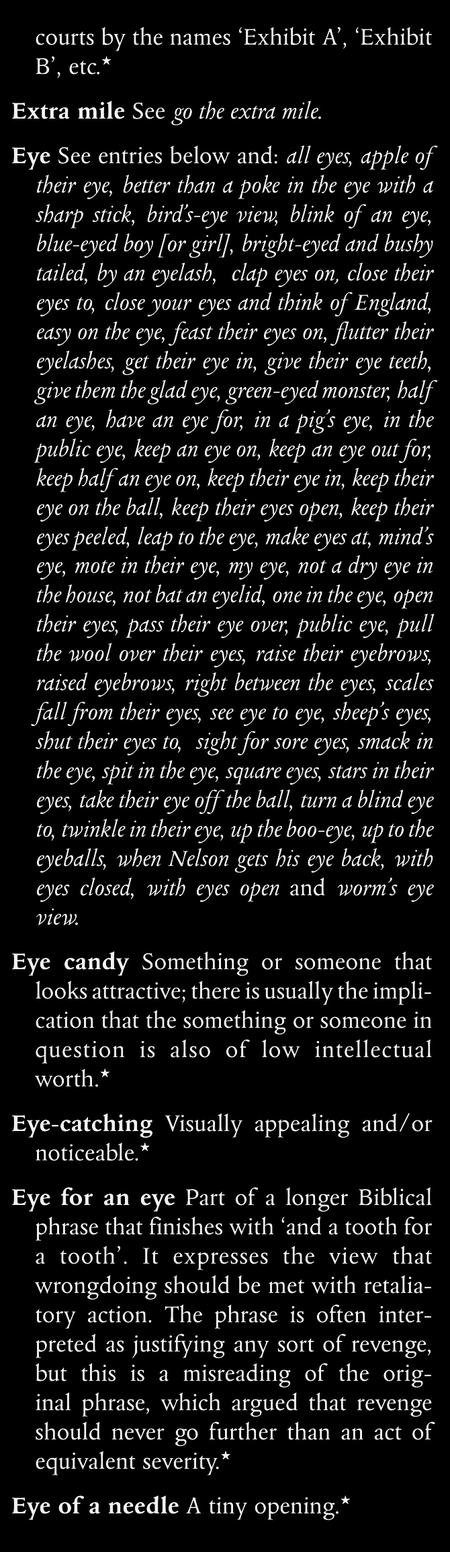 courts by the names ‘Exhibit A’, ‘Exhibit
B’, etc.★
Extra mile See go the extra mile.
Eye See entries below and: all eyes, apple of
their eye, better than a poke in the eye with a
sharp stick, bird’s-eye view, blink of an eye,
blue-eyed boy [or girl], bright-eyed and bushy
tailed, by an eyelash, clap eyes on, close their
eyes to, close your eyes and think of England,
easy on the eye, feast their eyes on, flutter their
eyelashes, get their eye in, give their eye teeth,
give them the glad eye, green-eyed monster, half
an eye, have an eye for, in a pig’s eye, in the
public eye, keep an eye on, keep an eye out for,
keep half an eye on, keep their eye in, keep their
eye on the ball, keep their eyes open, keep their
eyes peeled, leap to the eye, make eyes at, mind’s
eye, mote in their eye, my eye, not a dry eye in
the house, not bat an eyelid, one in the eye, open
their eyes, pass their eye over, public eye, pull
the wool over their eyes, raise their eyebrows,
raised eyebrows, right between the eyes, scales
fall from their eyes, see eye to eye, sheep’s eyes,
shut their eyes to, sight for sore eyes, smack in
the eye, spit in the eye, square eyes, stars in their
eyes, take their eye off the ball, turn a blind eye
to, twinkle in their eye, up the boo-eye, up to the
eyeballs, when Nelson gets his eye back, with
eyes closed, with eyes open and worm’s eye
view.
Eye candy Something or someone that
looks attractive; there is usually the impli-
cation that the something or someone in
question is also of low intellectual
worth.★
Eye-catching Visually appealing and/or
noticeable.★
Eye for an eye Part of a longer Biblical
phrase that finishes with ‘and a tooth for
a tooth’. It expresses the view that
wrongdoing should be met with retalia-
tory action. The phrase is often inter-
preted as justifying any sort of revenge,
but this is a misreading of the orig-
inal phrase, which argued that revenge
should never go further than an act of
equivalent severity.★
Eye of a needle A tiny opening.★